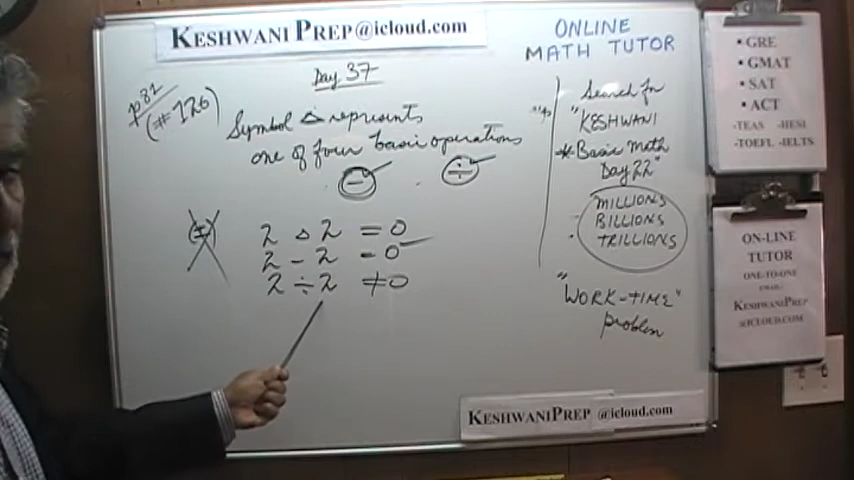 KESHWANIPREP@icloud.com
Day 37
p81
(#126)
Symbol △ represents
one of four basic operations
− ÷
(#)
2 △ 2 = 0
2 − 2 = 0
2 ÷ 2 ≠ 0
ONLINE
MATH TUTOR
Search for
"KESHWANI
* Basic Math
Day 22"
MILLIONS
BILLIONS
TRILLIONS
"WORK-TIME"
problem
• GRE
• GMAT
• SAT
• ACT
-TEAS -HESI
-TOEFL -IELTS
ON-LINE
TUTOR
ONE-TO-ONE
EMAIL:
KESHWANIPREP
@ICLOUD.COM
KESHWANIPREP @icloud.com